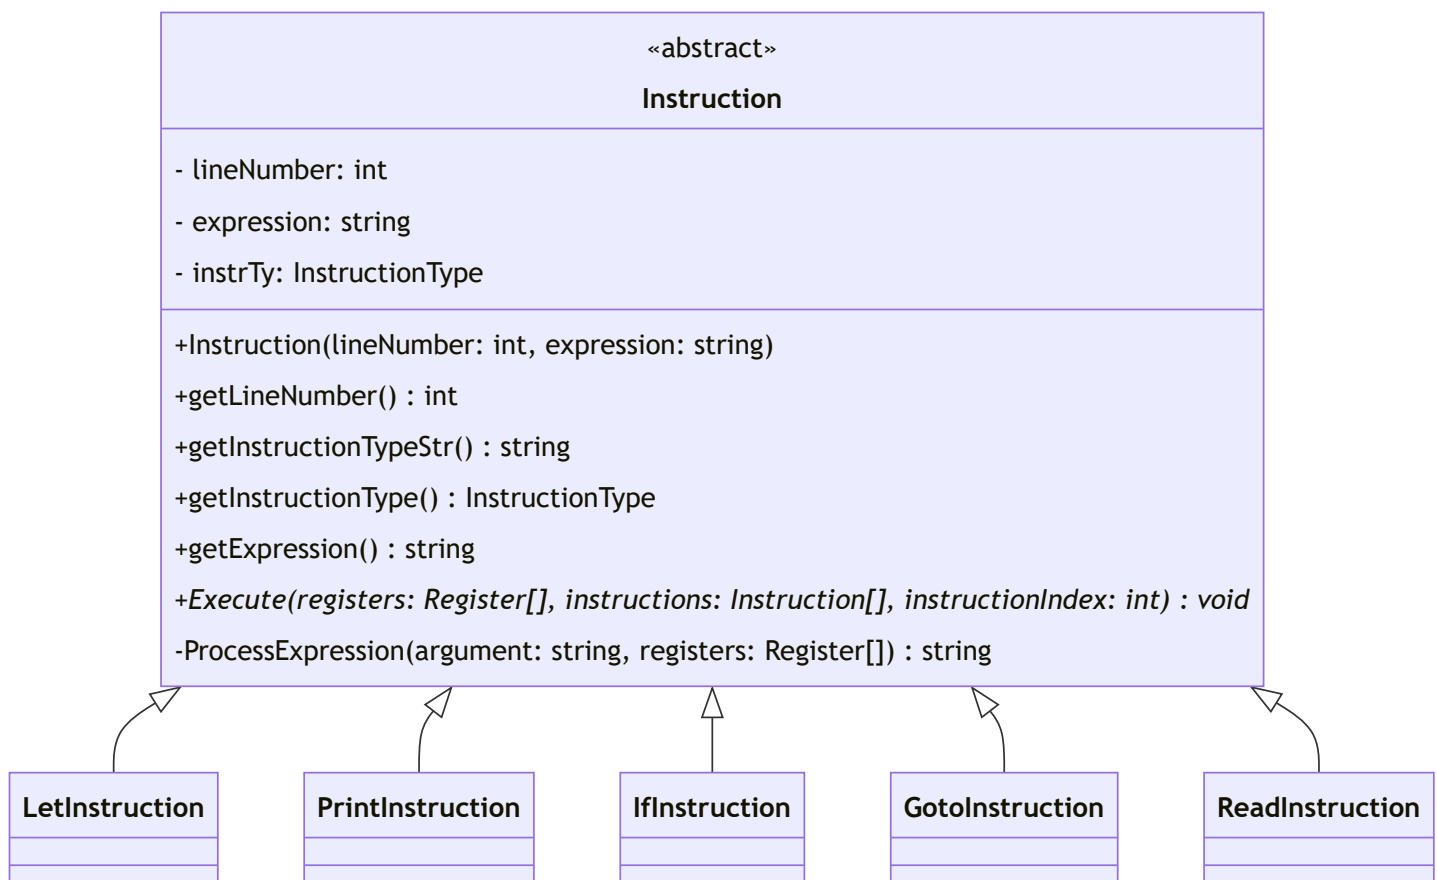 «abstract»
Instruction
- lineNumber: int
- expression: string
- instrTy: InstructionType
+Instruction(lineNumber: int, expression: string)
+getLineNumber() : int
+getInstructionTypeStr() : string
+getInstructionType() : InstructionType
+getExpression() : string
+Execute(registers: Register[], instructions: Instruction[], instructionIndex: int) : void
-ProcessExpression(argument: string, registers: Register[]) : string
LetInstruction
PrintInstruction
IfInstruction
GotoInstruction
ReadInstruction